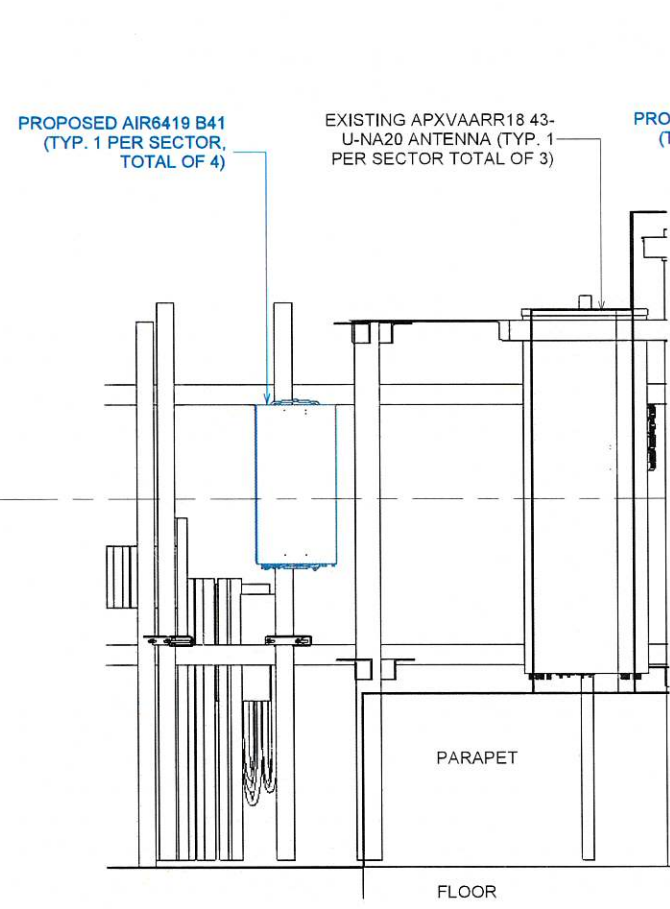 PROPOSED AIR6419 B41
(TYP. 1 PER SECTOR,
TOTAL OF 4)
EXISTING APXVAARR18 43-
U-NA20 ANTENNA (TYP. 1
PER SECTOR TOTAL OF 3)
PRO
(T
PARAPET
FLOOR